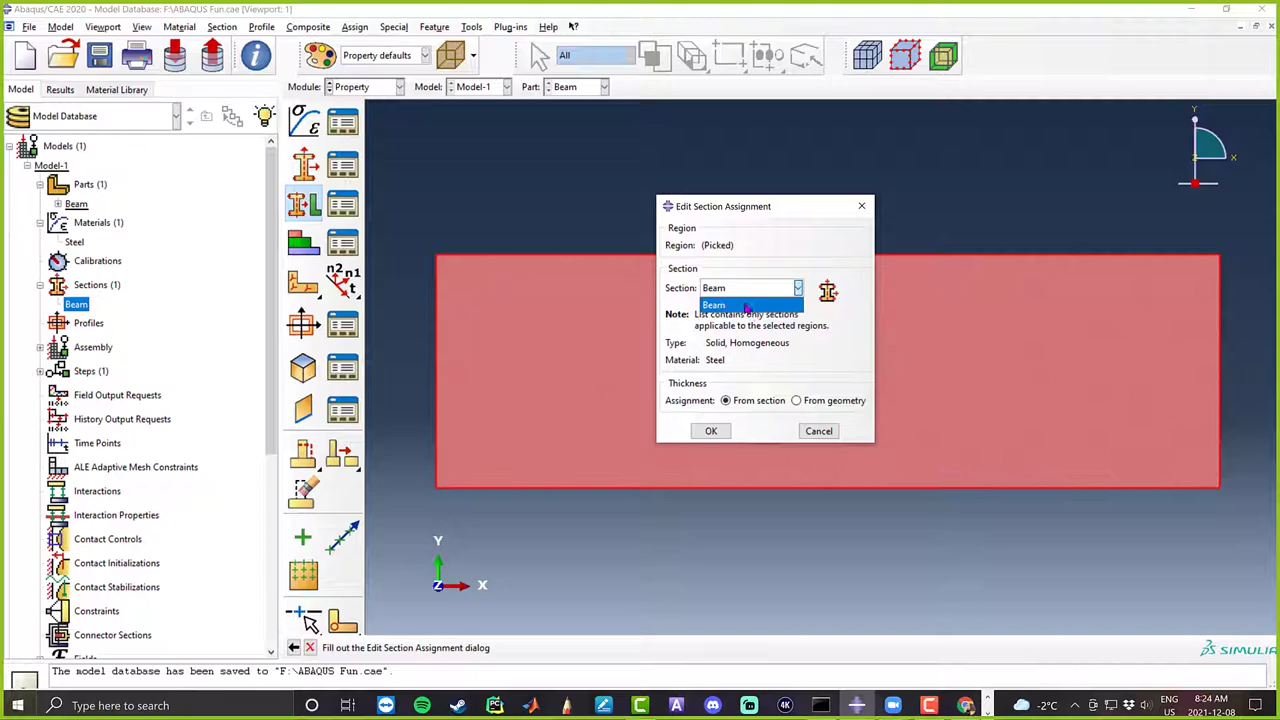 Abaqus/CAE 2020 - Model Database: F:\ABAQUS Fun.cae [Viewport: 1]
File Model Viewport View Material Section Profile Composite Assign Special Feature Tools Plug-ins Help
Property defaults
All
Model Results Material Library
Module: Property Model: Model-1 Part: Beam
Model Database
Models (1)
Model-1
Parts (1)
Beam
Materials (1)
Steel
Calibrations
Sections (1)
Beam
Profiles
Assembly
Steps (1)
Field Output Requests
History Output Requests
Time Points
ALE Adaptive Mesh Constraints
Interactions
Interaction Properties
Contact Controls
Contact Initializations
Contact Stabilizations
Constraints
Connector Sections
Fields
σ
ε
n2 n1
t
Edit Section Assignment
Region
Region: (Picked)
Section
Section: Beam
Beam
Note: List contains only sections
applicable to the selected regions.
Type: Solid, Homogeneous
Material: Steel
Thickness
Assignment: From section From geometry
OK Cancel
Y
X
Z
Y
Z X
Fill out the Edit Section Assignment dialog
SIMULIA
The model database has been saved to "F:\ABAQUS Fun.cae".
Type here to search
4K
-2°C
ENG
US
8:24 AM
2021-12-08